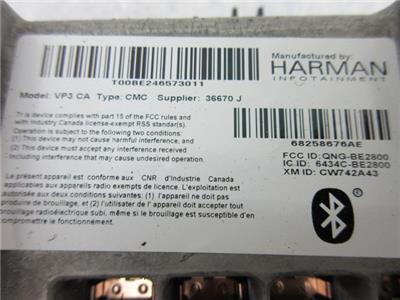 T00BE246573011
Manufactured by:
HARMAN
INFOTAINMENT
Model: VP3 CA Type: CMC Supplier: 36670 J
This device complies with part 15 of the FCC rules and
Industry Canada license-exempt RSS standard(s).
Operation is subject to the following two conditions:
(1) This device may not cause harmful interference; and
(2) This device must accept any interference received,
including interference that may cause undesired operation.
68258676AE
FCC ID: QNG-BE2800
IC.ID: 6434C-BE2800
XM ID: CW742A43
Le présent appareil est conforme aux CNR d'Industrie Canada
applicables aux appareils radio exempts de licence. L'exploitation est
autorisée aux deux conditions suivantes: (1) l'appareil ne doit pas
produire de brouillage, et (2) l'utilisateur de l'appareil doit accepter tout
brouillage radioélectrique subi, même si le brouillage est susceptible d'en
compromettre le fonctionnement.